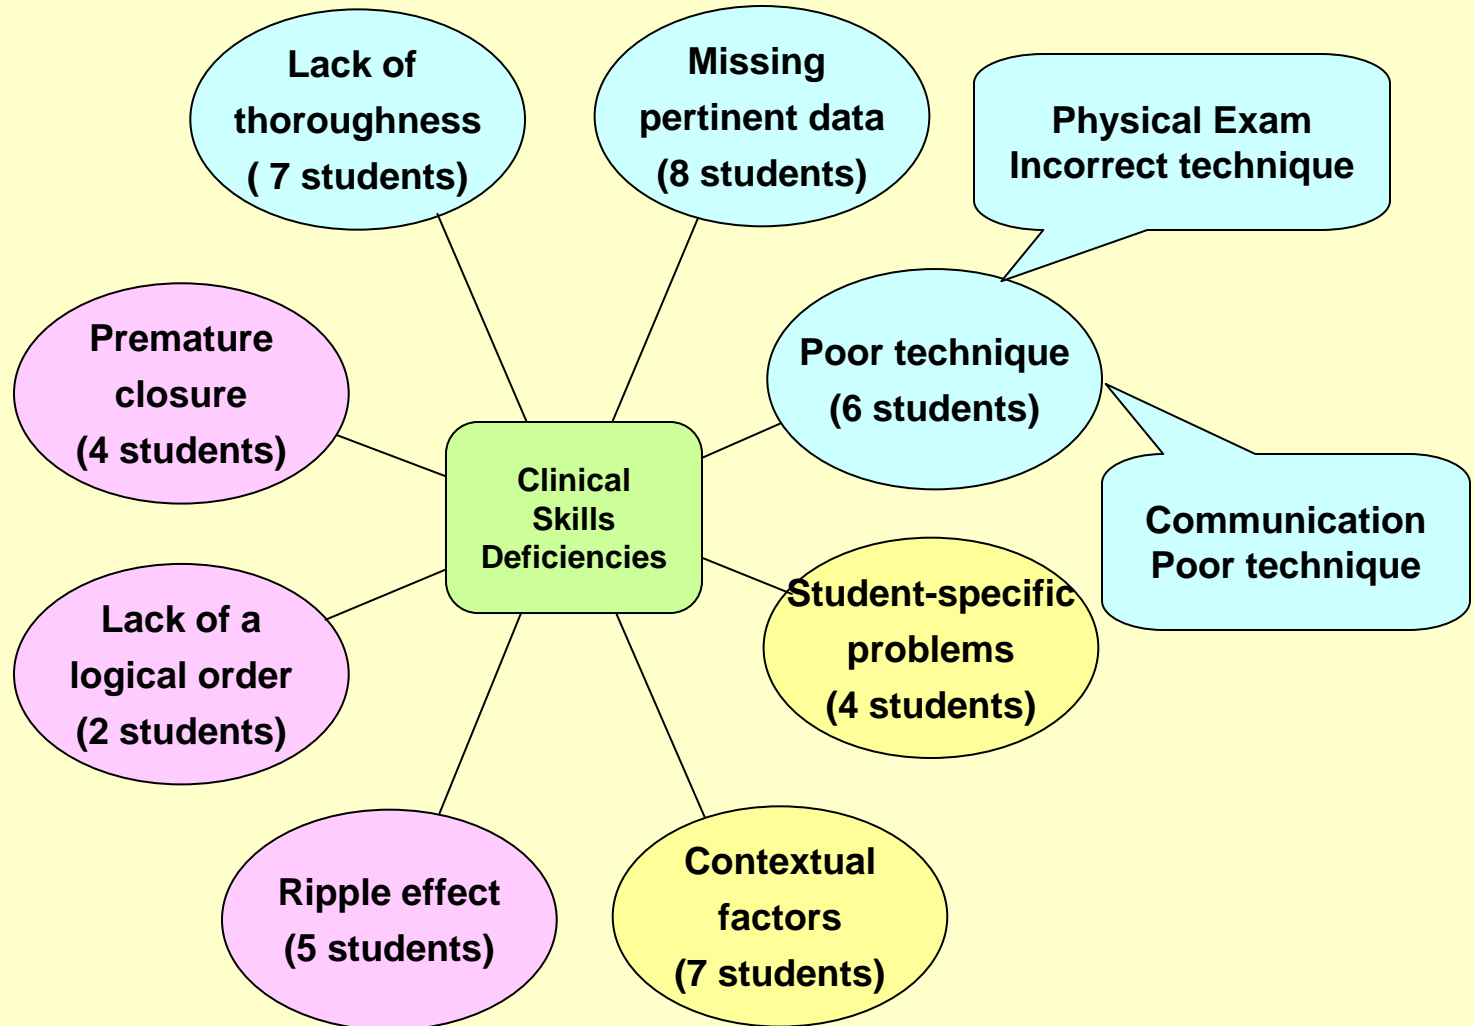 Lack of
thoroughness
( 7 students)
Missing
pertinent data
(8 students)
Physical Exam
Incorrect technique
Premature
closure
(4 students)
Poor technique
(6 students)
Clinical
Skills
Deficiencies
Communication
Poor technique
Lack of a
logical order
(2 students)
Student-specific
problems
(4 students)
Ripple effect
(5 students)
Contextual
factors
(7 students)